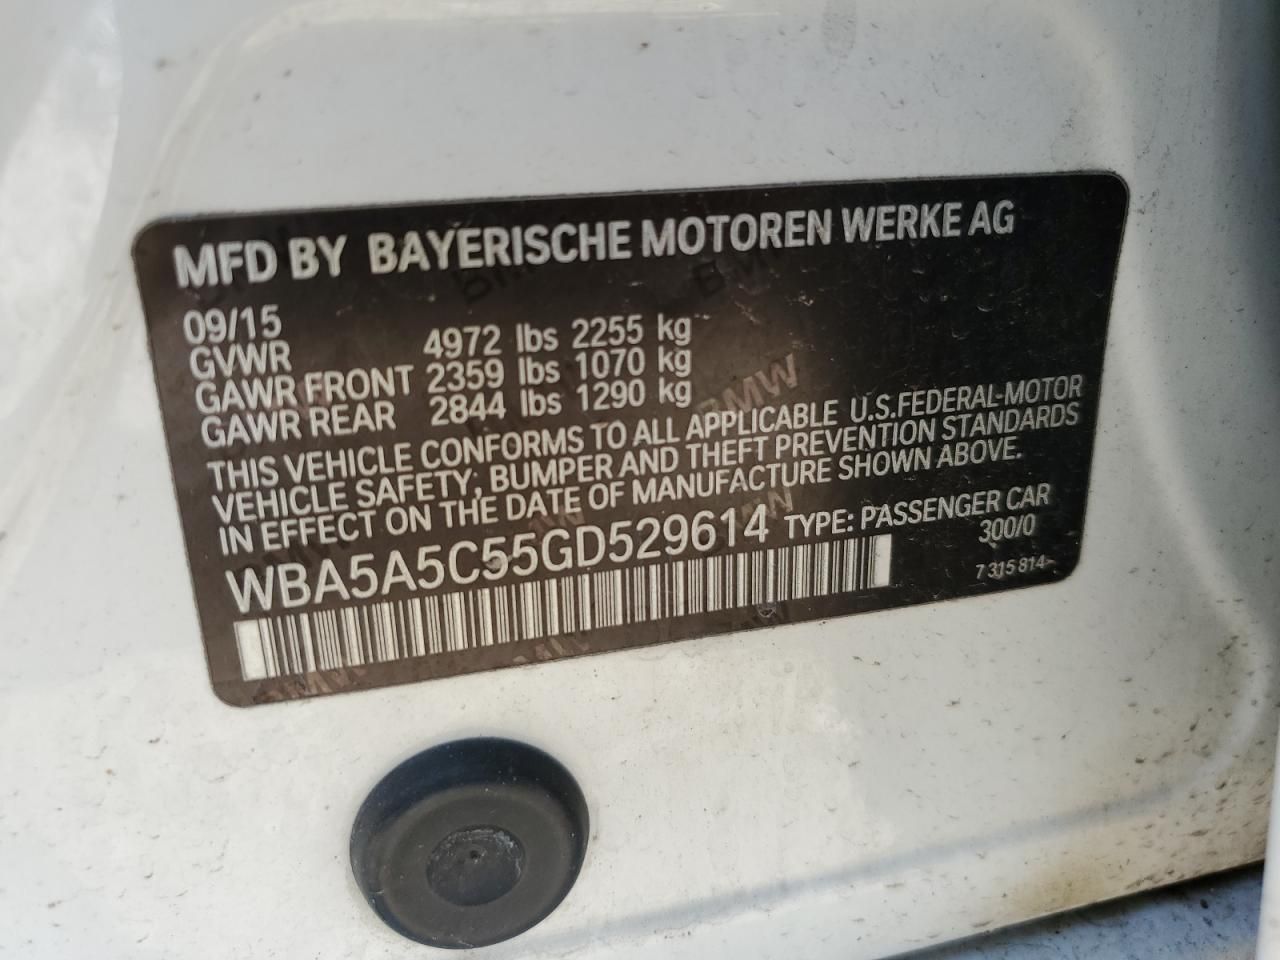 MFD BY BAYERISCHE MOTOREN WERKE AG
09/15
GVWR 4972 lbs 2255 kg
GAWR FRONT 2359 lbs 1070 kg
GAWR REAR 2844 lbs 1290 kg
THIS VEHICLE CONFORMS TO ALL APPLICABLE U.S.FEDERAL-MOTOR
VEHICLE SAFETY, BUMPER AND THEFT PREVENTION STANDARDS
IN EFFECT ON THE DATE OF MANUFACTURE SHOWN ABOVE.
WBA5A5C55GD529614 TYPE: PASSENGER CAR
300/0
7 315 814